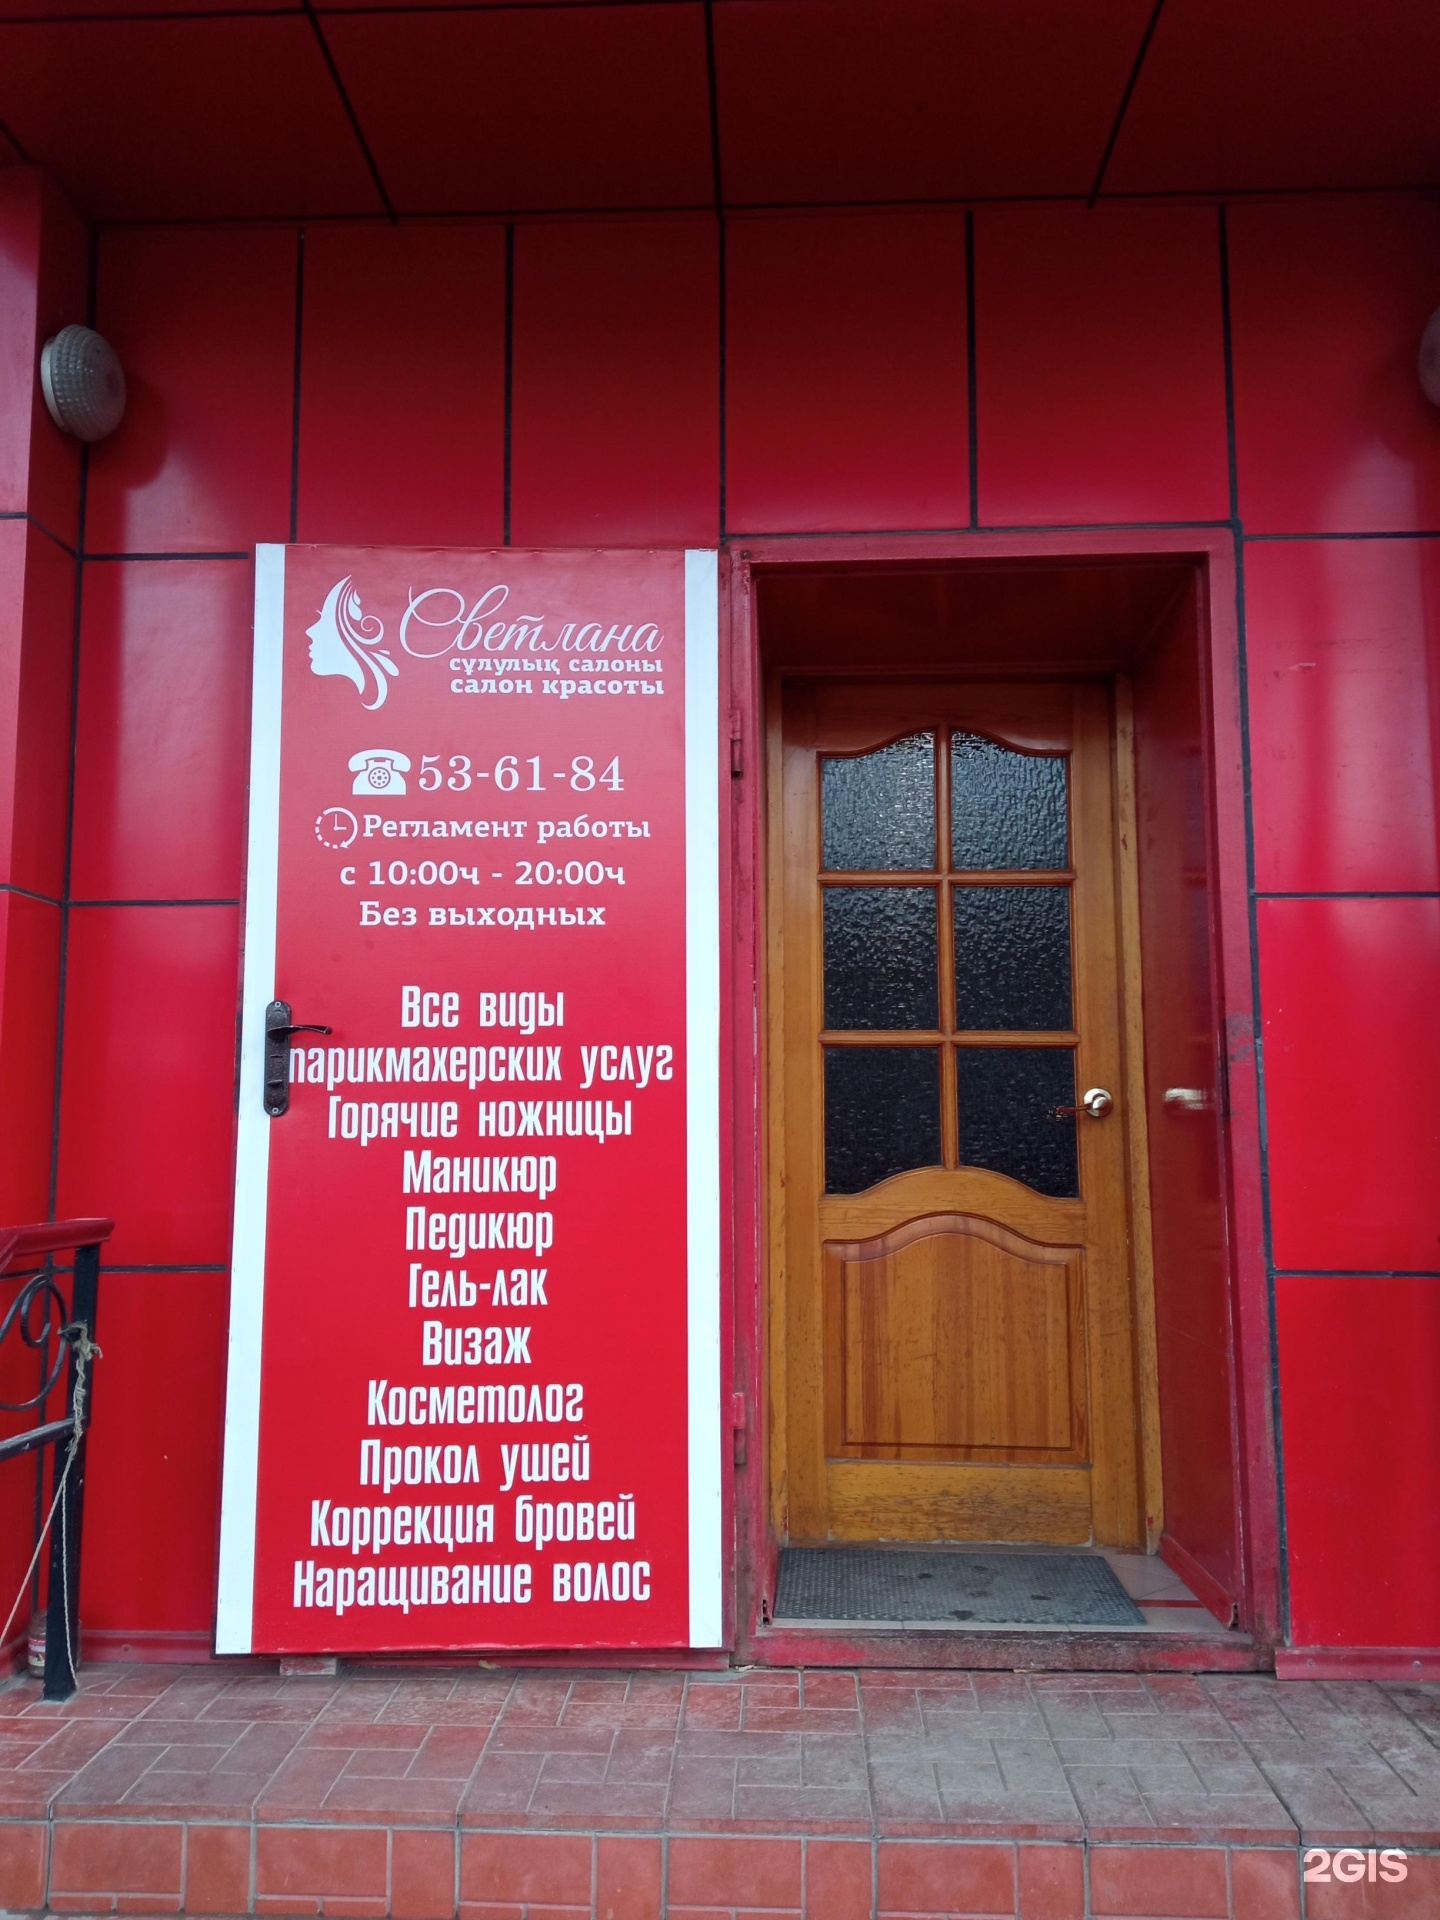 Светлана
сұлулық салоны
салон красоты
53-61-84
Регламент работы
с 10:00ч - 20:00ч
Без выходных
Все виды
парикмахерских услуг
Горячие ножницы
Маникюр
Педикюр
Гель-лак
Визаж
Косметолог
Прокол ушей
Коррекция бровей
Наращивание волос
2GIS